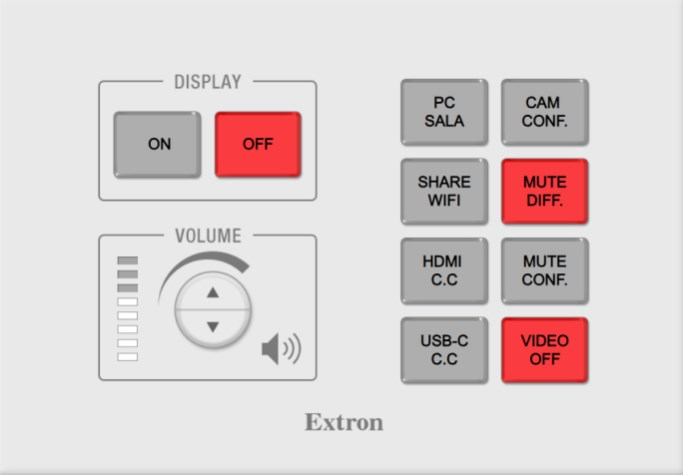 DISPLAY
ON
OFF
VOLUME
PC
SALA
CAM
CONF.
SHARE
WIFI
MUTE
DIFF.
HDMI
C.C
MUTE
CONF.
USB-C
C.C
VIDEO
OFF
Extron